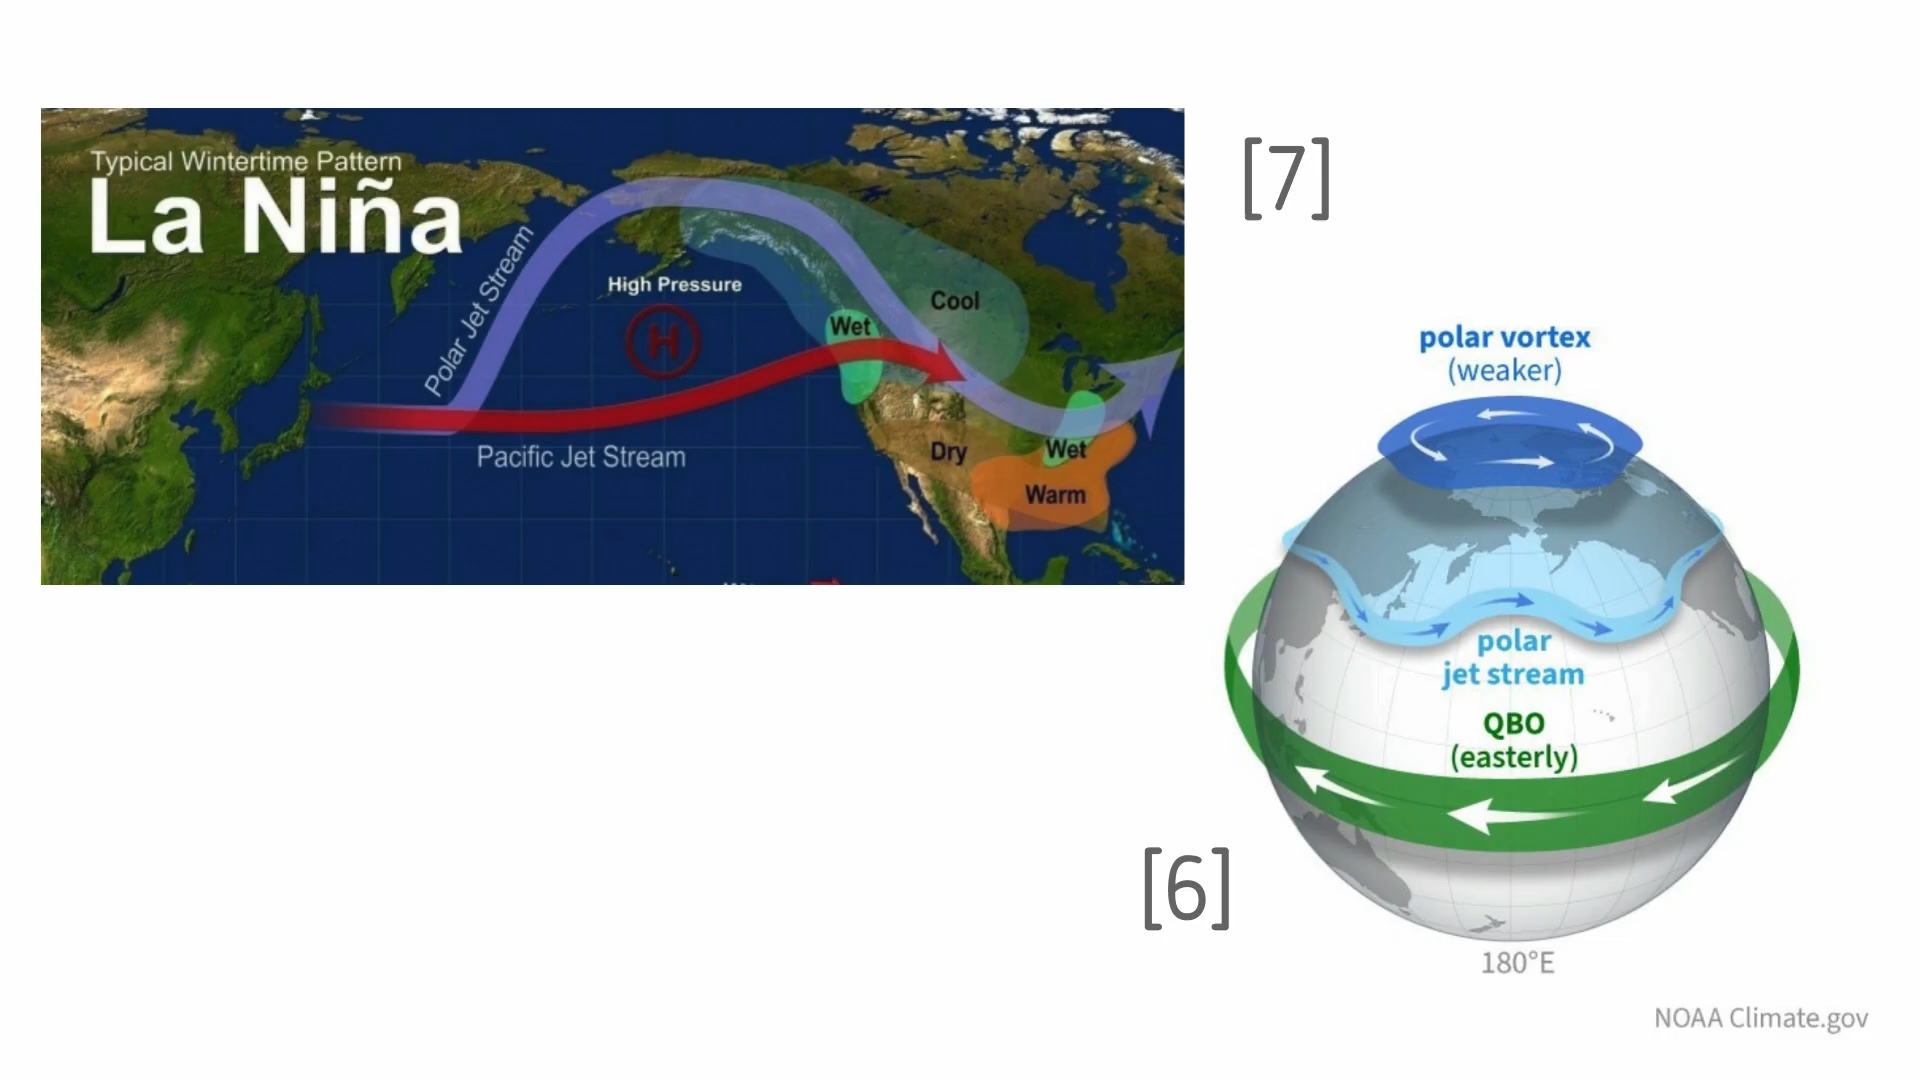 Typical Wintertime Pattern
La Niña
Polar Jet Stream
High Pressure
H
Pacific Jet Stream
Wet
Cool
Dry
Wet
Warm
[7]
polar vortex
(weaker)
polar
jet stream
QBO
(easterly)
[6]
180°E
NOAA Climate.gov